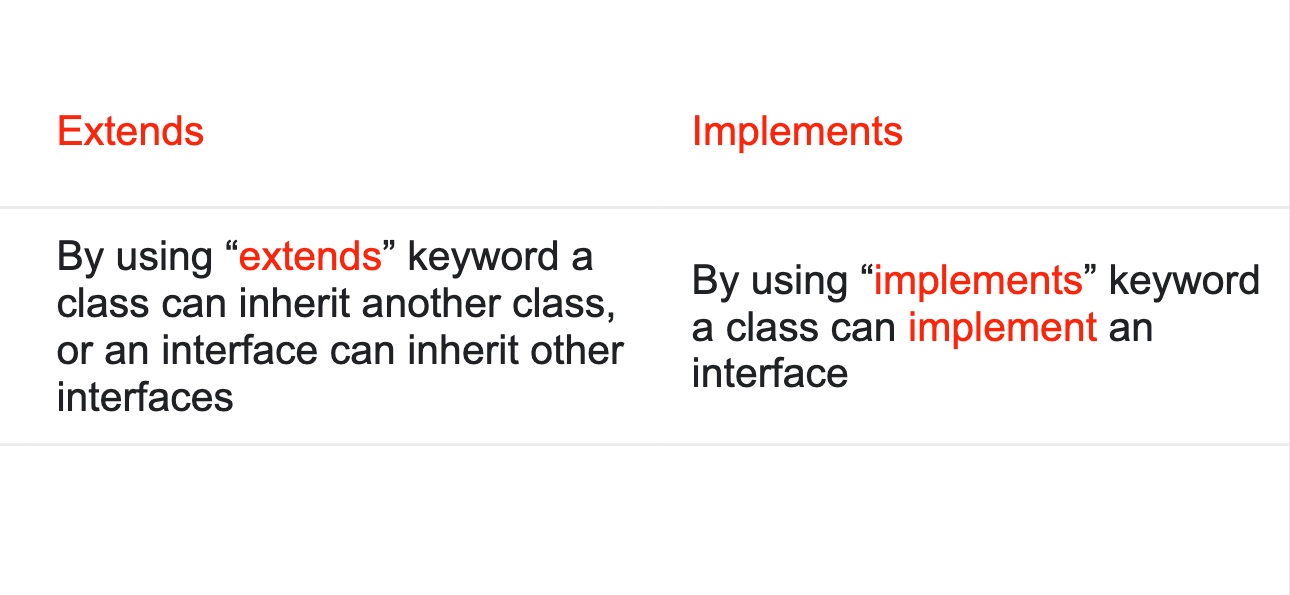 Extends
Implements
By using “extends” keyword a
class can inherit another class,
or an interface can inherit other
interfaces
By using “implements” keyword
a class can implement an
interface